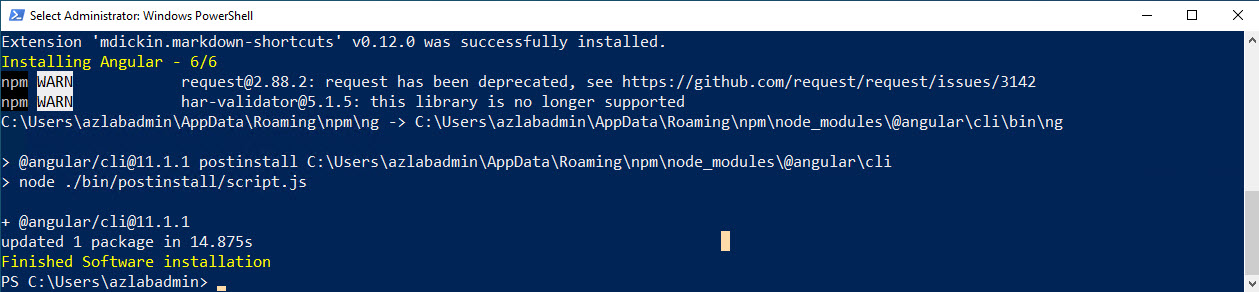 Select Administrator: Windows PowerShell
Extension 'mdickin.markdown-shortcuts' v0.12.0 was successfully installed.
Installing Angular - 6/6
npm WARN request@2.88.2: request has been deprecated, see https://github.com/request/request/issues/3142
npm WARN har-validator@5.1.5: this library is no longer supported
C:\Users\azlabadmin\AppData\Roaming\npm\ng -> C:\Users\azlabadmin\AppData\Roaming\npm\node_modules\@angular\cli\bin\ng
> @angular/cli@11.1.1 postinstall C:\Users\azlabadmin\AppData\Roaming\npm\node_modules\@angular\cli
> node ./bin/postinstall/script.js
+ @angular/cli@11.1.1
updated 1 package in 14.875s
Finished Software installation
PS C:\Users\azlabadmin>